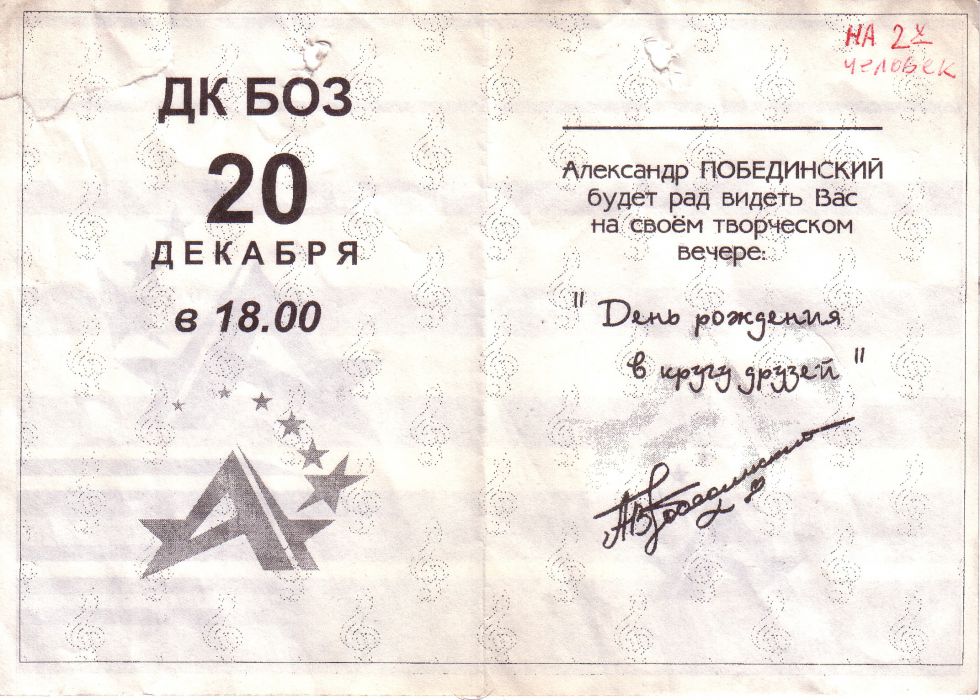 ДК БОЗ
20
ДЕКАБРЯ
в 18.00
НА 2х
человек
Александр ПОБЕДИНСКИЙ
будет рад видеть Вас
на своём творческом
вечере:
"День рождения
в кругу друзей"